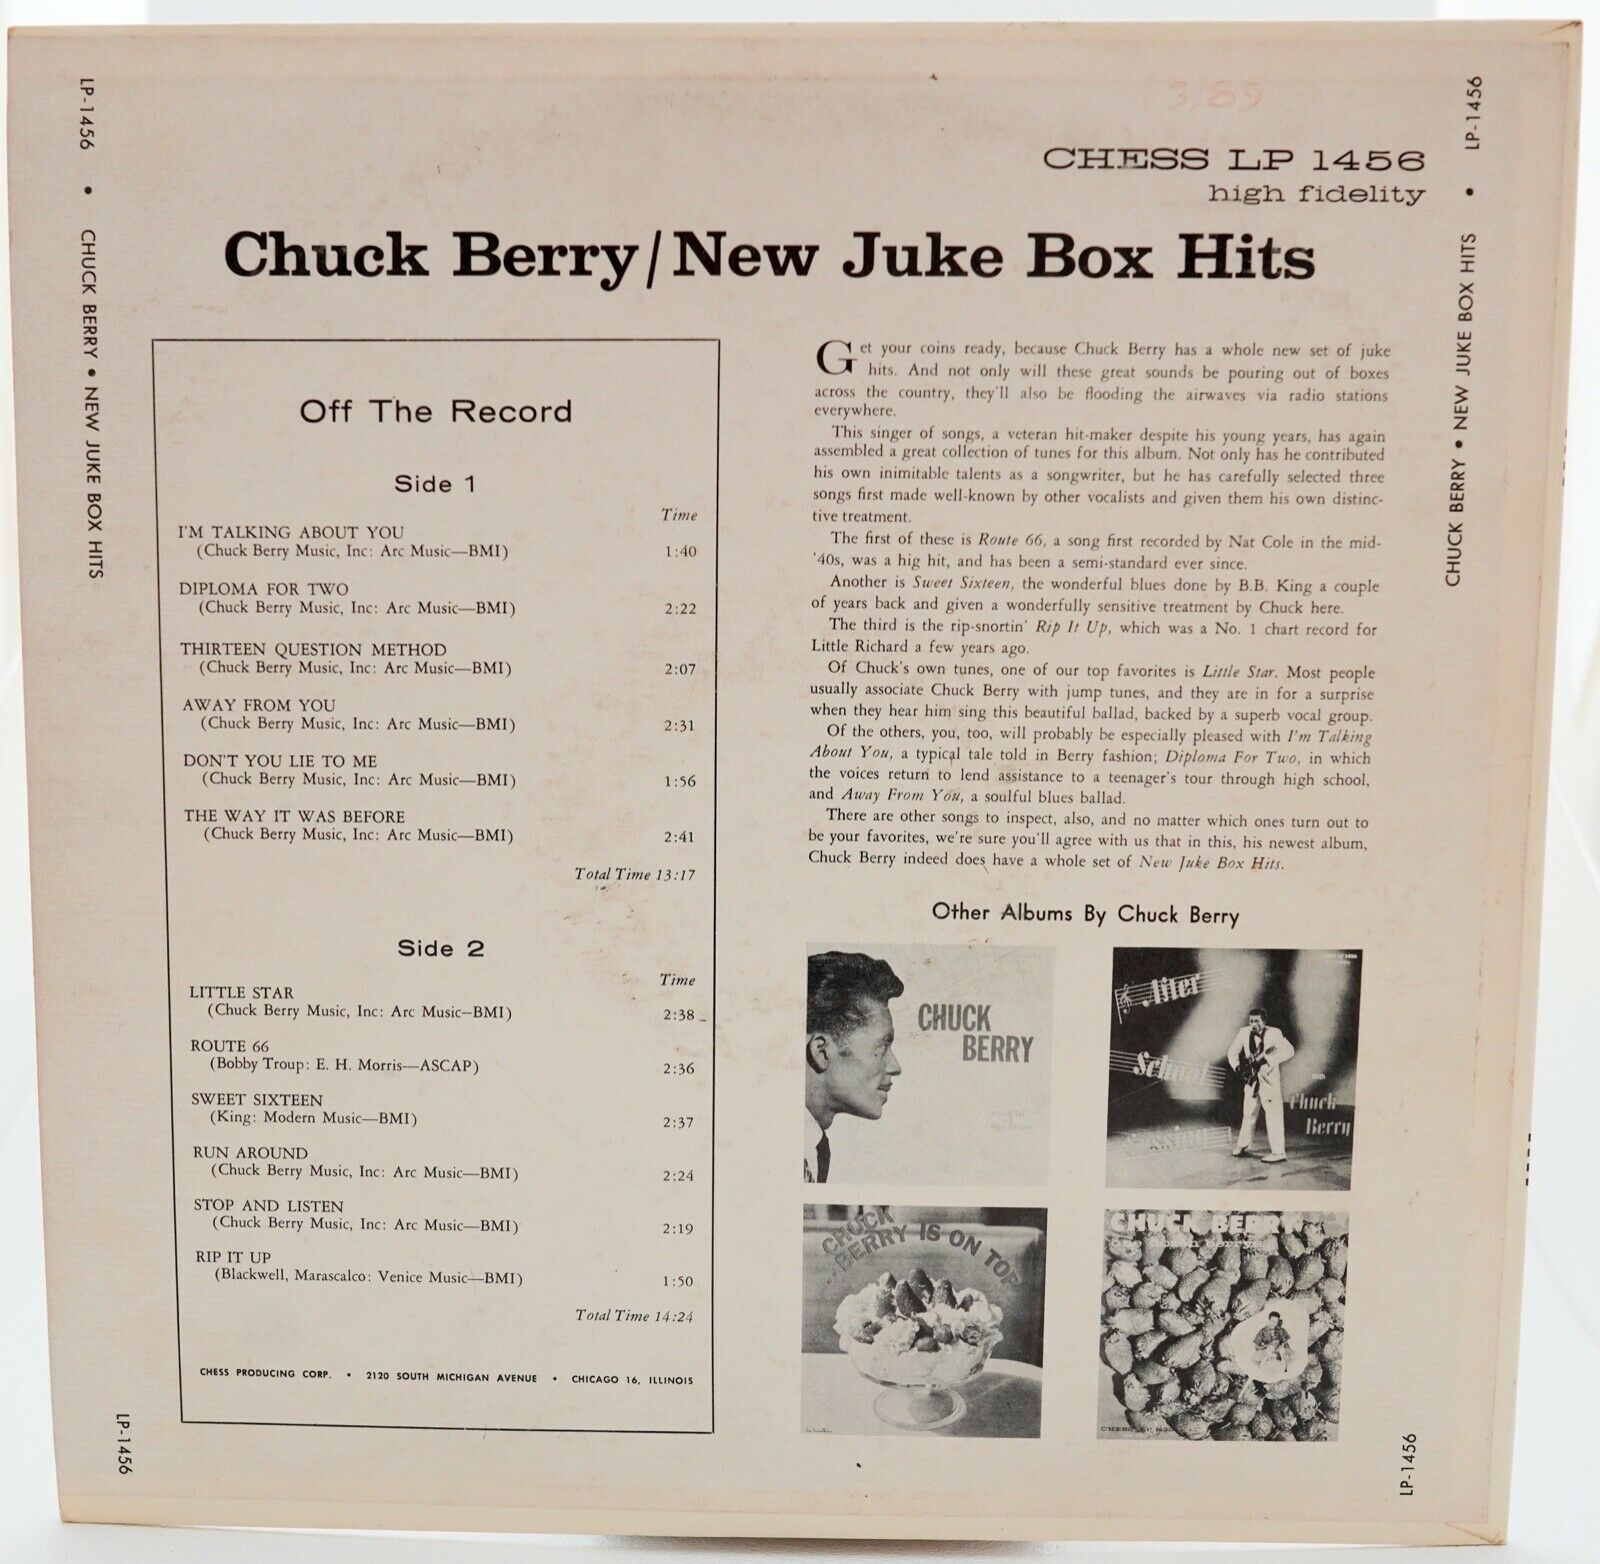 3,89
CHESS LP 1456
high fidelity
Chuck Berry/New Juke Box Hits
LP-1456 • CHUCK BERRY • NEW JUKE BOX HITS
LP-1456
Off The Record
Side 1
Time
I'M TALKING ABOUT YOU
(Chuck Berry Music, Inc: Arc Music—BMI) 1:40
DIPLOMA FOR TWO
(Chuck Berry Music, Inc: Arc Music—BMI) 2:22
THIRTEEN QUESTION METHOD
(Chuck Berry Music, Inc: Arc Music—BMI) 2:07
AWAY FROM YOU
(Chuck Berry Music, Inc: Arc Music—BMI) 2:31
DON'T YOU LIE TO ME
(Chuck Berry Music, Inc: Arc Music—BMI) 1:56
THE WAY IT WAS BEFORE
(Chuck Berry Music, Inc: Arc Music—BMI) 2:41
Total Time 13:17
Side 2
Time
LITTLE STAR
(Chuck Berry Music, Inc: Arc Music—BMI) 2:38
ROUTE 66
(Bobby Troup: E. H. Morris—ASCAP) 2:36
SWEET SIXTEEN
(King: Modern Music—BMI) 2:37
RUN AROUND
(Chuck Berry Music, Inc: Arc Music—BMI) 2:24
STOP AND LISTEN
(Chuck Berry Music, Inc: Arc Music—BMI) 2:19
RIP IT UP
(Blackwell, Marascalco: Venice Music—BMI) 1:50
Total Time 14:24
CHESS PRODUCING CORP. • 2120 SOUTH MICHIGAN AVENUE • CHICAGO 16, ILLINOIS
Get your coins ready, because Chuck Berry has a whole new set of juke
hits. And not only will these great sounds be pouring out of boxes
across the country, they'll also be flooding the airwaves via radio stations
everywhere.
This singer of songs, a veteran hit-maker despite his young years, has again
assembled a great collection of tunes for this album. Not only has he contributed
his own inimitable talents as a songwriter, but he has carefully selected three
songs first made well-known by other vocalists and given them his own distinc-
tive treatment.
The first of these is Route 66, a song first recorded by Nat Cole in the mid-
'40s, was a hig hit, and has been a semi-standard ever since.
Another is Sweet Sixteen, the wonderful blues done by B.B. King a couple
of years back and given a wonderfully sensitive treatment by Chuck here.
The third is the rip-snortin' Rip It Up, which was a No. 1 chart record for
Little Richard a few years ago.
Of Chuck's own tunes, one of our top favorites is Little Star. Most people
usually associate Chuck Berry with jump tunes, and they are in for a surprise
when they hear him sing this beautiful ballad, backed by a superb vocal group.
Of the others, you, too, will probably be especially pleased with I'm Talking
About You, a typical tale told in Berry fashion; Diploma For Two, in which
the voices return to lend assistance to a teenager's tour through high school,
and Away From You, a soulful blues ballad.
There are other songs to inspect, also, and no matter which ones turn out to
be your favorites, we're sure you'll agree with us that in this, his newest album,
Chuck Berry indeed does have a whole set of New Juke Box Hits.
Other Albums By Chuck Berry
CHUCK
BERRY
After
School
Session
Chuck
Berry
CHUCK
BERRY IS ON TOP
CHUCK BERRY
LP-1456 • CHUCK BERRY • NEW JUKE BOX HITS
LP-1456